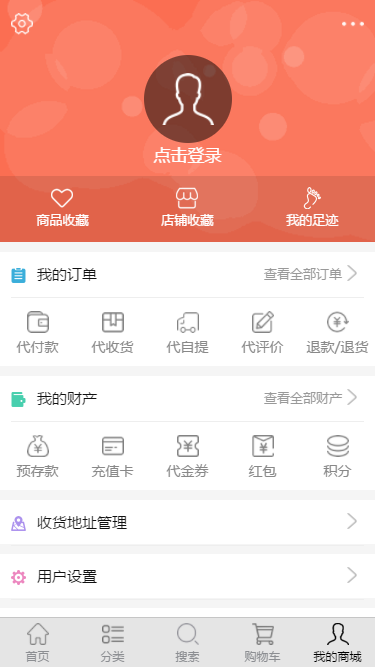 点击登录
商品收藏 店铺收藏 我的足迹
我的订单 查看全部订单
代付款 代收货 代自提 代评价 退款/退货
我的财产 查看全部财产
预存款 充值卡 代金券 红包 积分
收货地址管理
用户设置
首页 分类 搜索 购物车 我的商城